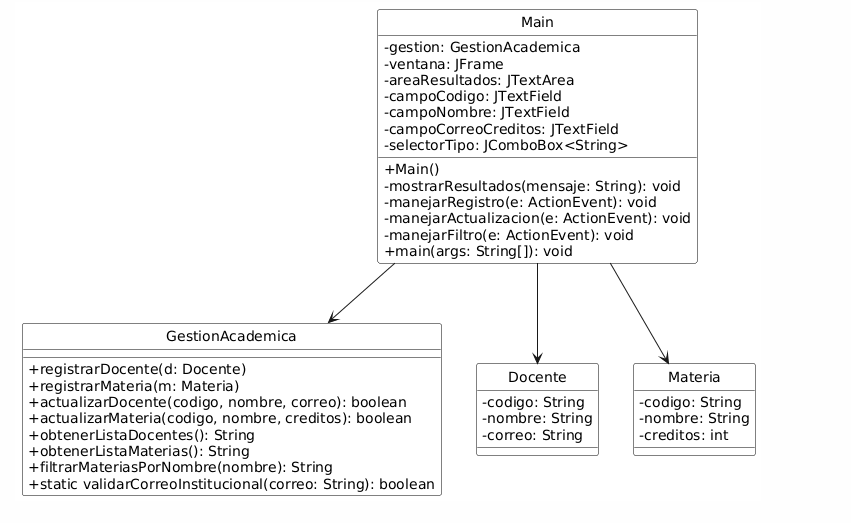 Main
-gestion: GestionAcademica
-ventana: JFrame
-areaResultados: JTextArea
-campoCodigo: JTextField
-campoNombre: JTextField
-campoCorreoCreditos: JTextField
-selectorTipo: JComboBox<String>
+Main()
-mostrarResultados(mensaje: String): void
-manejarRegistro(e: ActionEvent): void
-manejarActualizacion(e: ActionEvent): void
-manejarFiltro(e: ActionEvent): void
+main(args: String[]): void
GestionAcademica
+registrarDocente(d: Docente)
+registrarMateria(m: Materia)
+actualizarDocente(codigo, nombre, correo): boolean
+actualizarMateria(codigo, nombre, creditos): boolean
+obtenerListaDocentes(): String
+obtenerListaMaterias(): String
+filtrarMateriasPorNombre(nombre): String
+static validarCorreoInstitucional(correo: String): boolean
Docente
-codigo: String
-nombre: String
-correo: String
Materia
-codigo: String
-nombre: String
-creditos: int